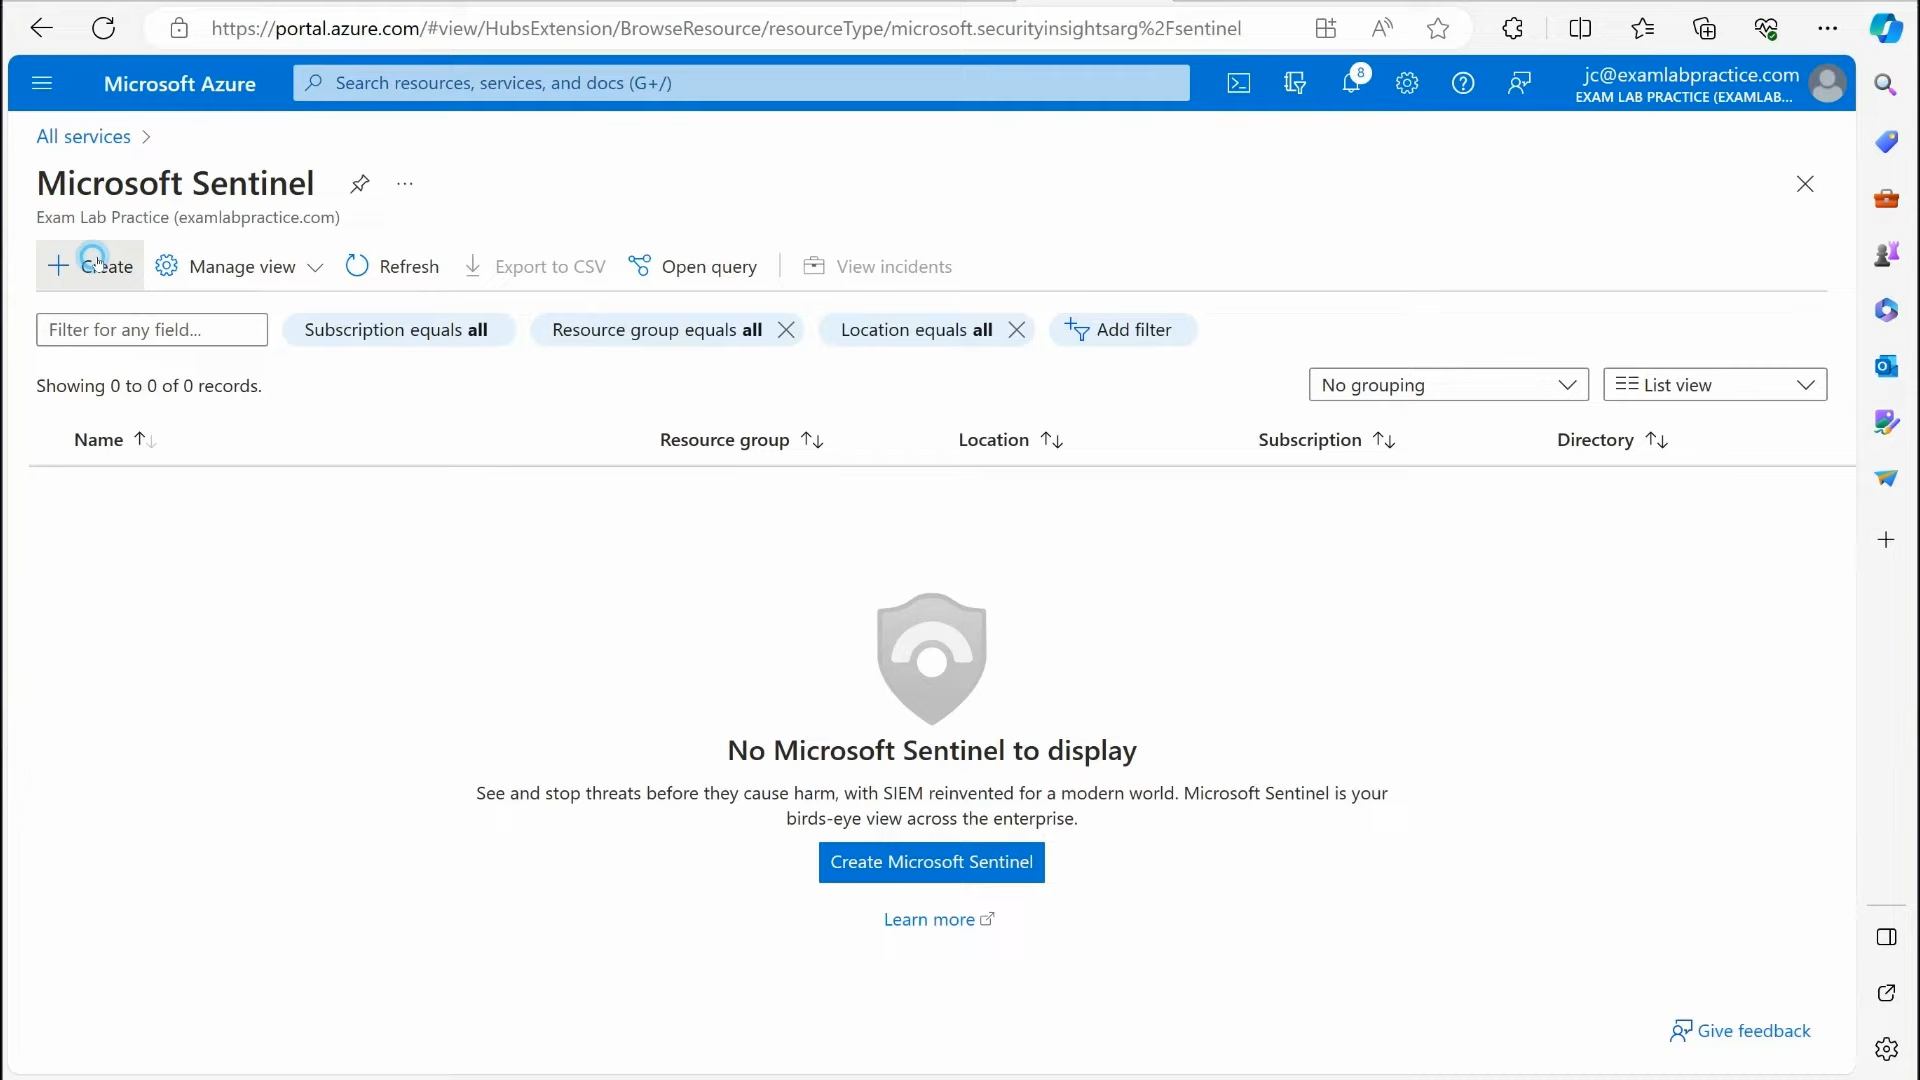 https://portal.azure.com/#view/HubsExtension/BrowseResource/resourceType/microsoft.securityinsightsarg%2Fsentinel
Microsoft Azure
Search resources, services, and docs (G+/)
8
jc@examlabpractice.com
EXAM LAB PRACTICE (EXAMLAB...
All services
Microsoft Sentinel
Exam Lab Practice (examlabpractice.com)
Create
Manage view
Refresh
Export to CSV
Open query
View incidents
Filter for any field...
Subscription equals all
Resource group equals all
Location equals all
Add filter
Showing 0 to 0 of 0 records.
No grouping
List view
Name
Resource group
Location
Subscription
Directory
No Microsoft Sentinel to display
See and stop threats before they cause harm, with SIEM reinvented for a modern world. Microsoft Sentinel is your
birds-eye view across the enterprise.
Create Microsoft Sentinel
Learn more
Give feedback